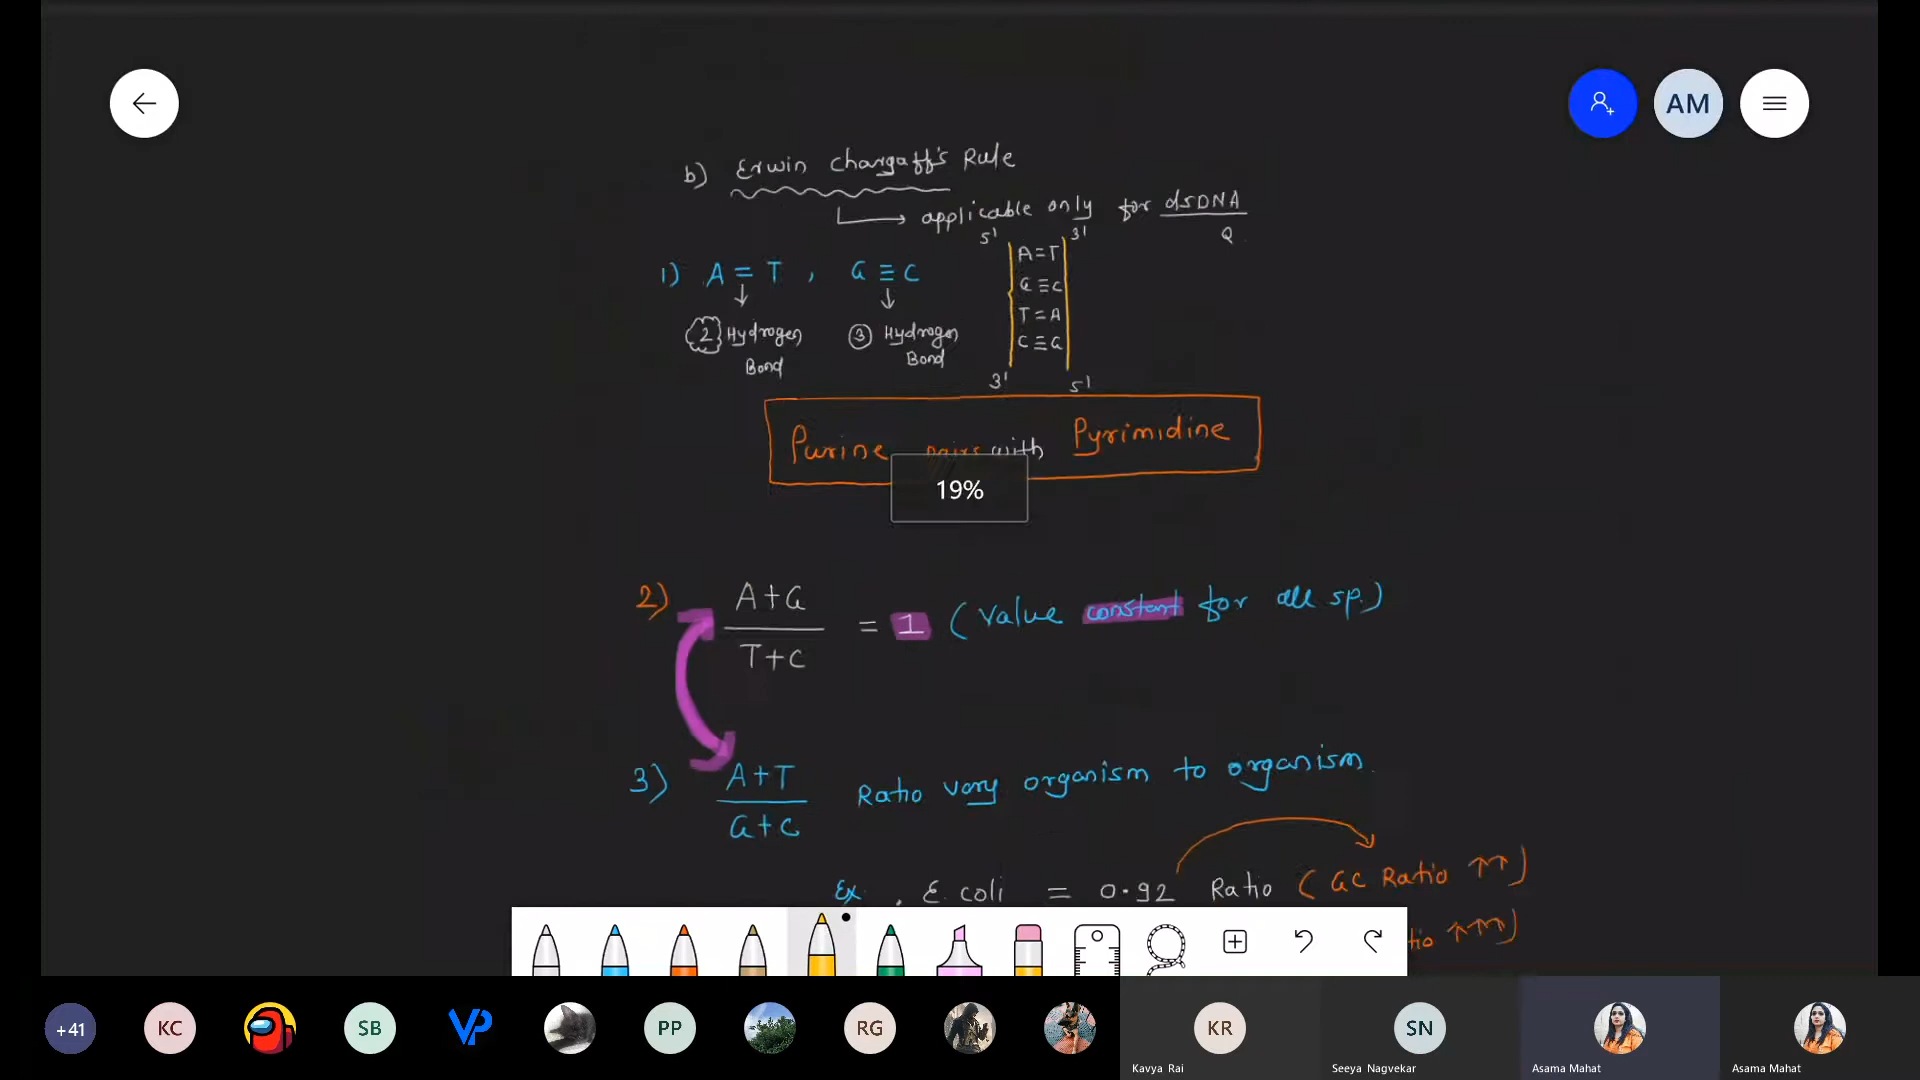 AM
b) Erwin Chargaff's Rule
applicable only for dsDNA
5' 3'
1) A = T , G ≡ C
A=T
G≡C
T=A
C≡G
2 Hydrogen Bond
3 Hydrogen Bond
3' 5'
Purine pairs with Pyrimidine
19%
2) A+G
T+C
= 1 (Value constant for all sp.)
3) A+T
G+C
Ratio vary organism to organism.
Ex . E.coli = 0.92 Ratio (GC Ratio ↑↑)
tio ↑↑↑)
+41
KC
SB
VP
PP
RG
KR
SN
Kavya Rai
Seeya Nagvekar
Asama Mahat
Asama Mahat